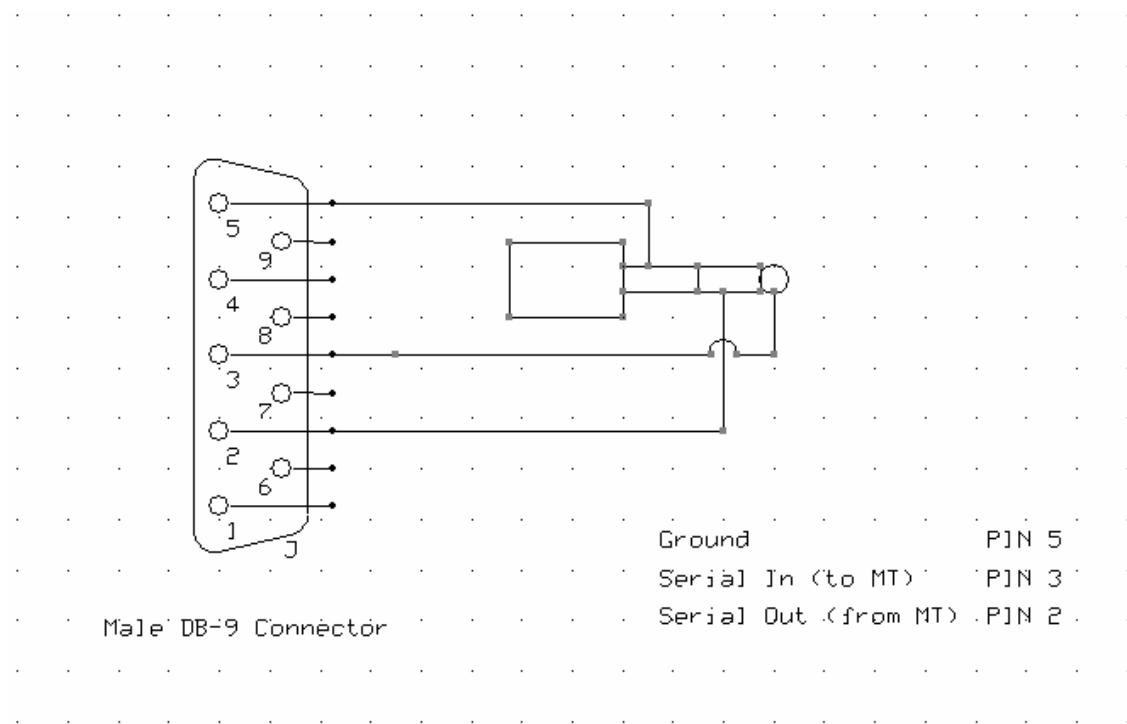 5
9
4
8
3
7
2
6
1
J
Ground PIN 5
Serial In (to MT) PIN 3
Serial Out (from MT) PIN 2
Male DB-9 Connector